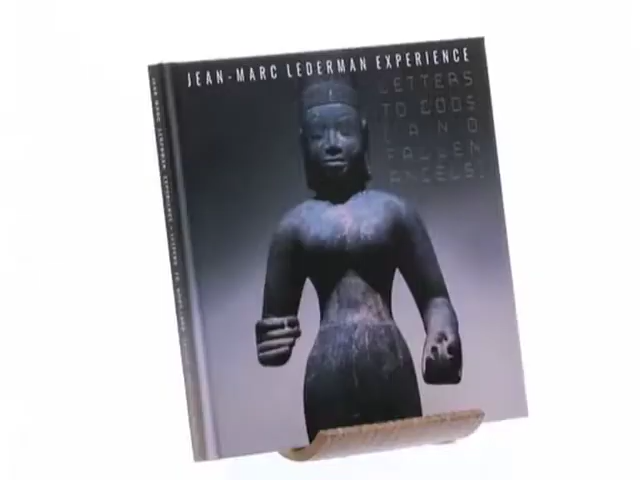 JEAN-MARC LEDERMAN EXPERIENCE
LETTERS
TO GODS
(AND
FALLEN
ANGELS)